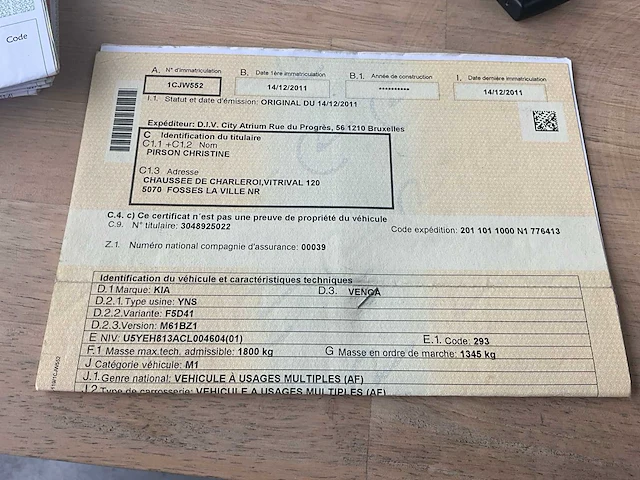 Code
A. N° d'immatriculation
1CJW552
B. Date 1ère immatriculation
14/12/2011
B.1. Année de construction
**********
I. Date dernière immatriculation
14/12/2011
I.1. Statut et date d'émission: ORIGINAL DU 14/12/2011
Expéditeur: D.I.V. City Atrium Rue du Progrès, 56 1210 Bruxelles
C Identification du titulaire
C1.1 +C1.2 Nom
PIRSON CHRISTINE
C1.3 Adresse
CHAUSSEE DE CHARLEROI,VITRIVAL 120
5070 FOSSES LA VILLE NR
C.4. c) Ce certificat n'est pas une preuve de propriété du véhicule
C.9. N° titulaire: 3048925022
Code expédition: 201 101 1000 N1 776413
Z.1. Numéro national compagnie d'assurance: 00039
Identification du véhicule et caractéristiques techniques
D.1 Marque: KIA D.3. VENGA
D.2.1. Type usine: YNS
D.2.2.Variante: F5D41
D.2.3.Version: M61BZ1
E NIV: U5YEH813ACL004604(01) E.1. Code: 293
F.1 Masse max.tech. admissible: 1800 kg G Masse en ordre de marche: 1345 kg
J Catégorie véhicule: M1
J.1. Genre national: VEHICULE À USAGES MULTIPLES (AF)
J.2 Type de carrosserie: VEHICULE A USAGES MULTIPLES (AF)